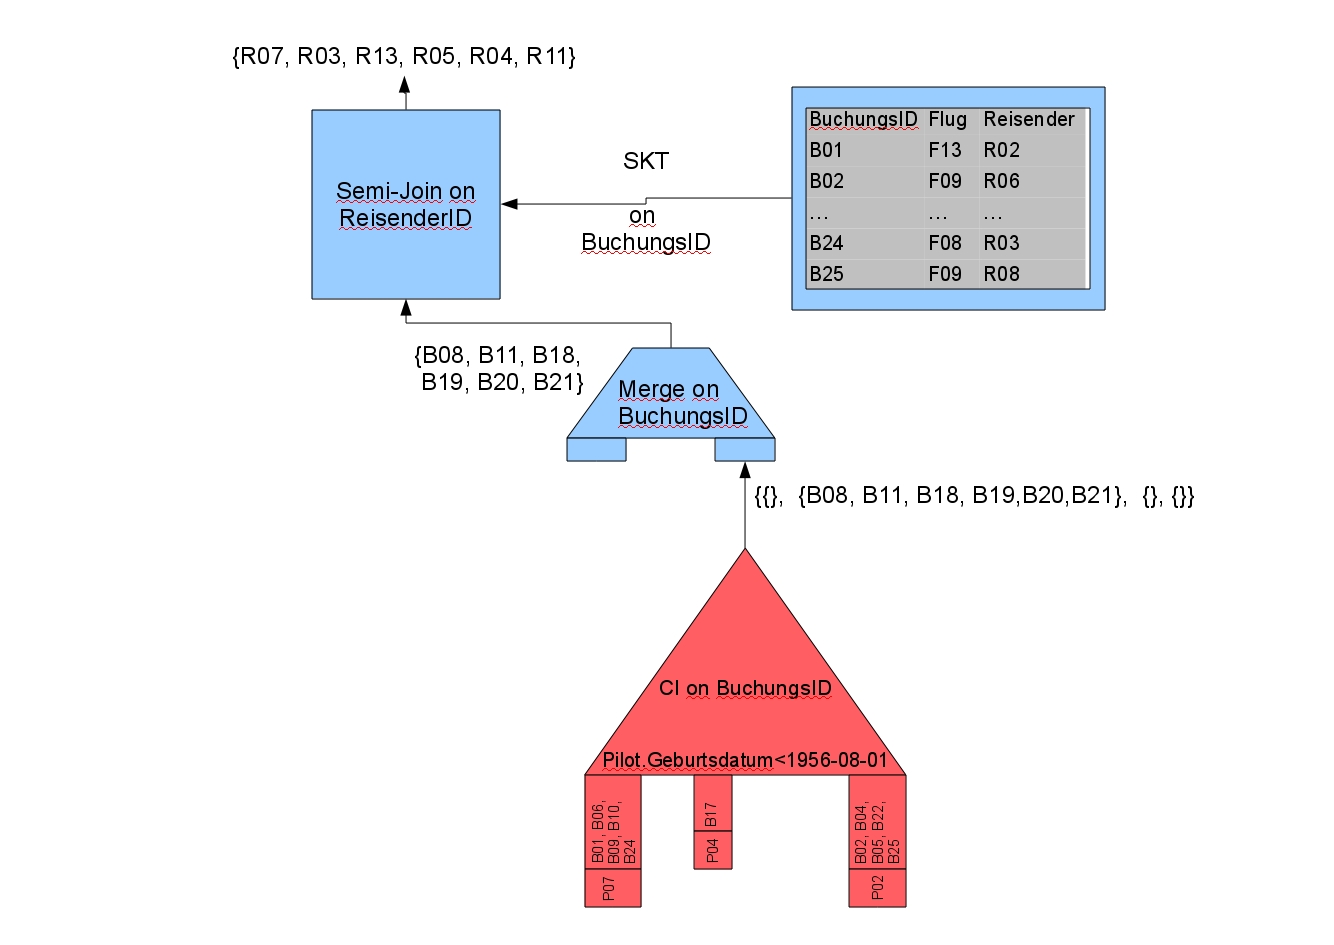 {R07, R03, R13, R05, R04, R11}
BuchungsID Flug Reisender
B01 F13 R02
B02 F09 R06
... ... ...
B24 F08 R03
B25 F09 R08
SKT
on
BuchungsID
Semi-Join on
ReisenderID
{B08, B11, B18,
B19, B20, B21}
Merge on
BuchungsID
{{}, {B08, B11, B18, B19,B20,B21}, {}, {}}
CI on BuchungsID
Pilot.Geburtsdatum<1956-08-01
B01, B06,
B09, B10,
B24
P07
B17
P04
B02, B04,
B05, B22,
B25
P02